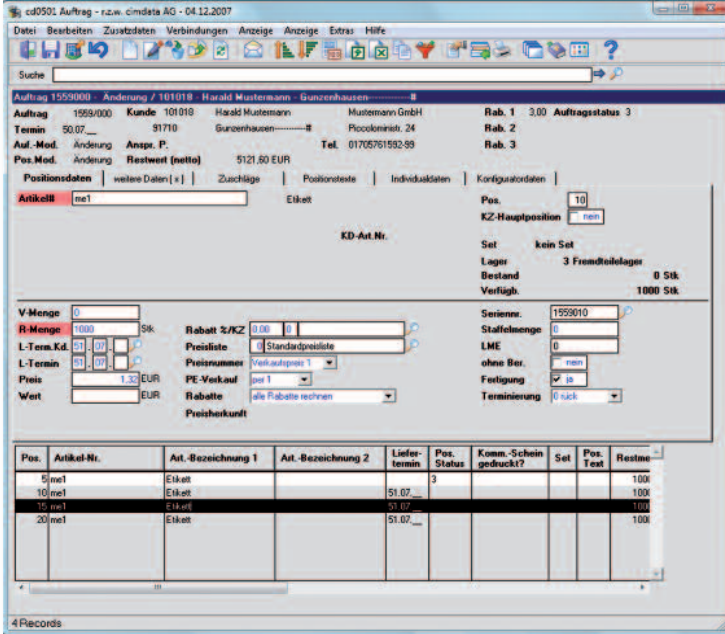 cd0501 Auftrag - r.z.w. cimdata AG - 04.12.2007
Datei Bearbeiten Zusatzdaten Verbindungen Anzeige Anzeige Extras Hilfe
Suche
Auftrag 1559000 - Änderung / 101018 - Harald Mustermann - Gunzenhausen-----------#
Auftrag 1559/000 Kunde 101018 Harald Mustermann Mustermann GmbH Rab. 1 3,00 Auftragsstatus 3
Termin 50.07.__ 91710 Gunzenhausen-----------# Piccoloministr. 24 Rab. 2
Auf.-Mod. Änderung Anspr. P. Tel. 01705761592-99 Rab. 3
Pos.Mod. Änderung Restwert (netto) 5121,60 EUR
Positionsdaten | weitere Daten [ x ] | Zuschläge | Positionstexte | Individualdaten | Konfiguratordaten |
Artikel# me1 Etikett Pos. 10
KZ-Hauptposition nein
KD-Art.Nr.
Set kein Set
Lager 3 Fremdteilelager
Bestand 0 Stk
Verfügb. 1000 Stk
V-Menge 0 Seriennr. 1559010
R-Menge 1000 Stk Rabatt %/KZ 0,00 0 Staffelmenge 0
L-Term.Kd. 51 . 07 . Preisliste 0 Standardpreisliste LME 0
L-Termin 51 . 07 . Preisnummer Verkaufspreis 1 ohne Ber. nein
Preis 1,32 EUR PE-Verkauf per 1 Fertigung ja
Wert EUR Rabatte alle Rabatte rechnen Terminierung 0 rück
Preisherkunft
Pos. Artikel-Nr. Art.-Bezeichnung 1 Art.-Bezeichnung 2 Liefer- Pos. Komm.-Schein Set Pos. Restme
termin Status gedruckt? Text
5 me1 Etikett 3 100
10 me1 Etikett 51.07.__ 100
15 me1 Etikett 51.07.__ 100
20 me1 Etikett 51.07.__ 100
4 Records